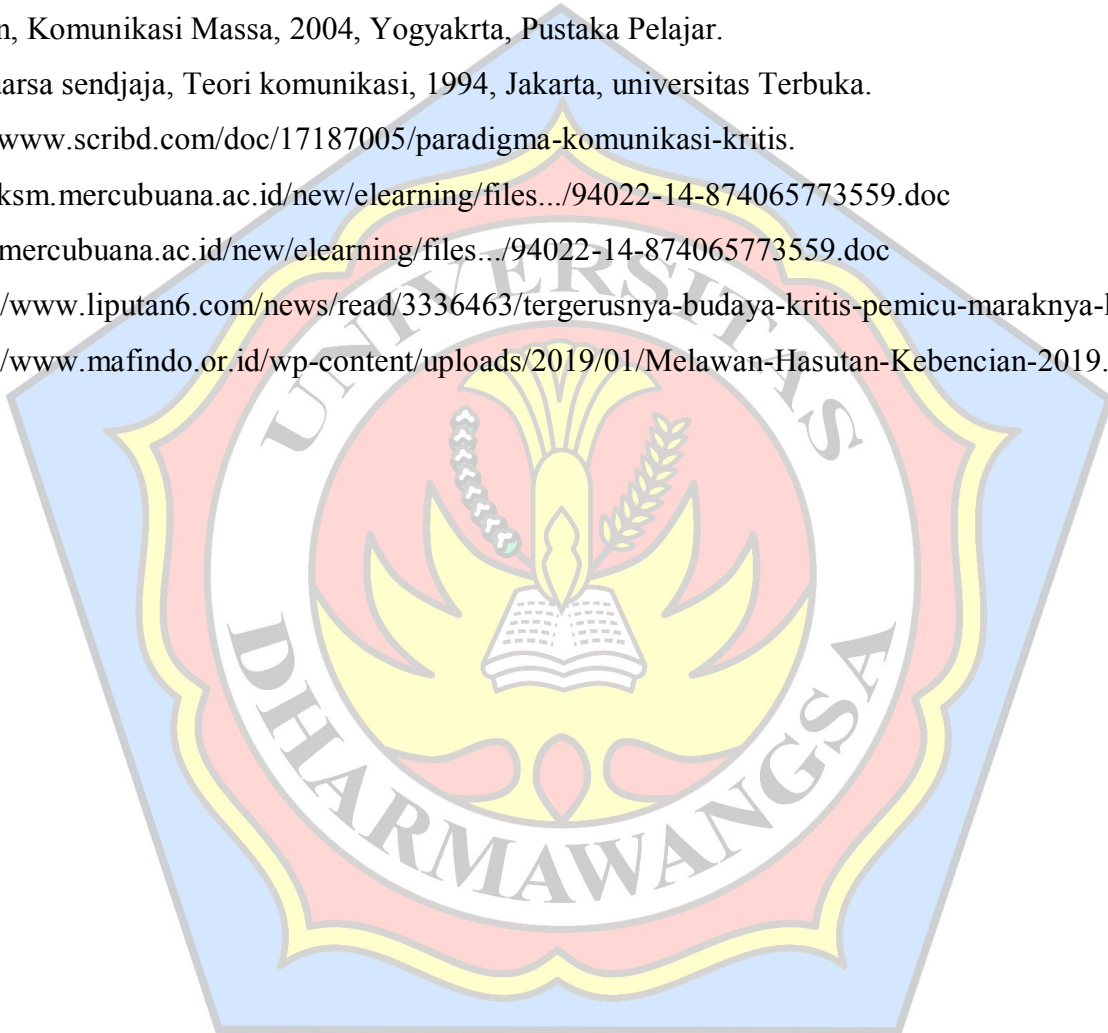 n, Komunikasi Massa, 2004, Yogyakrta, Pustaka Pelajar.
arsa sendjaja, Teori komunikasi, 1994, Jakarta, universitas Terbuka.
www.scribd.com/doc/17187005/paradigma-komunikasi-kritis.
ksm.mercubuana.ac.id/new/elearning/files.../94022-14-874065773559.doc
mercubuana.ac.id/new/elearning/files.../94022-14-874065773559.doc
/www.liputan6.com/news/read/3336463/tergerusnya-budaya-kritis-pemicu-maraknya-
/www.mafindo.or.id/wp-content/uploads/2019/01/Melawan-Hasutan-Kebencian-2019.
UNIVERSITAS
DHARMAWANGSA